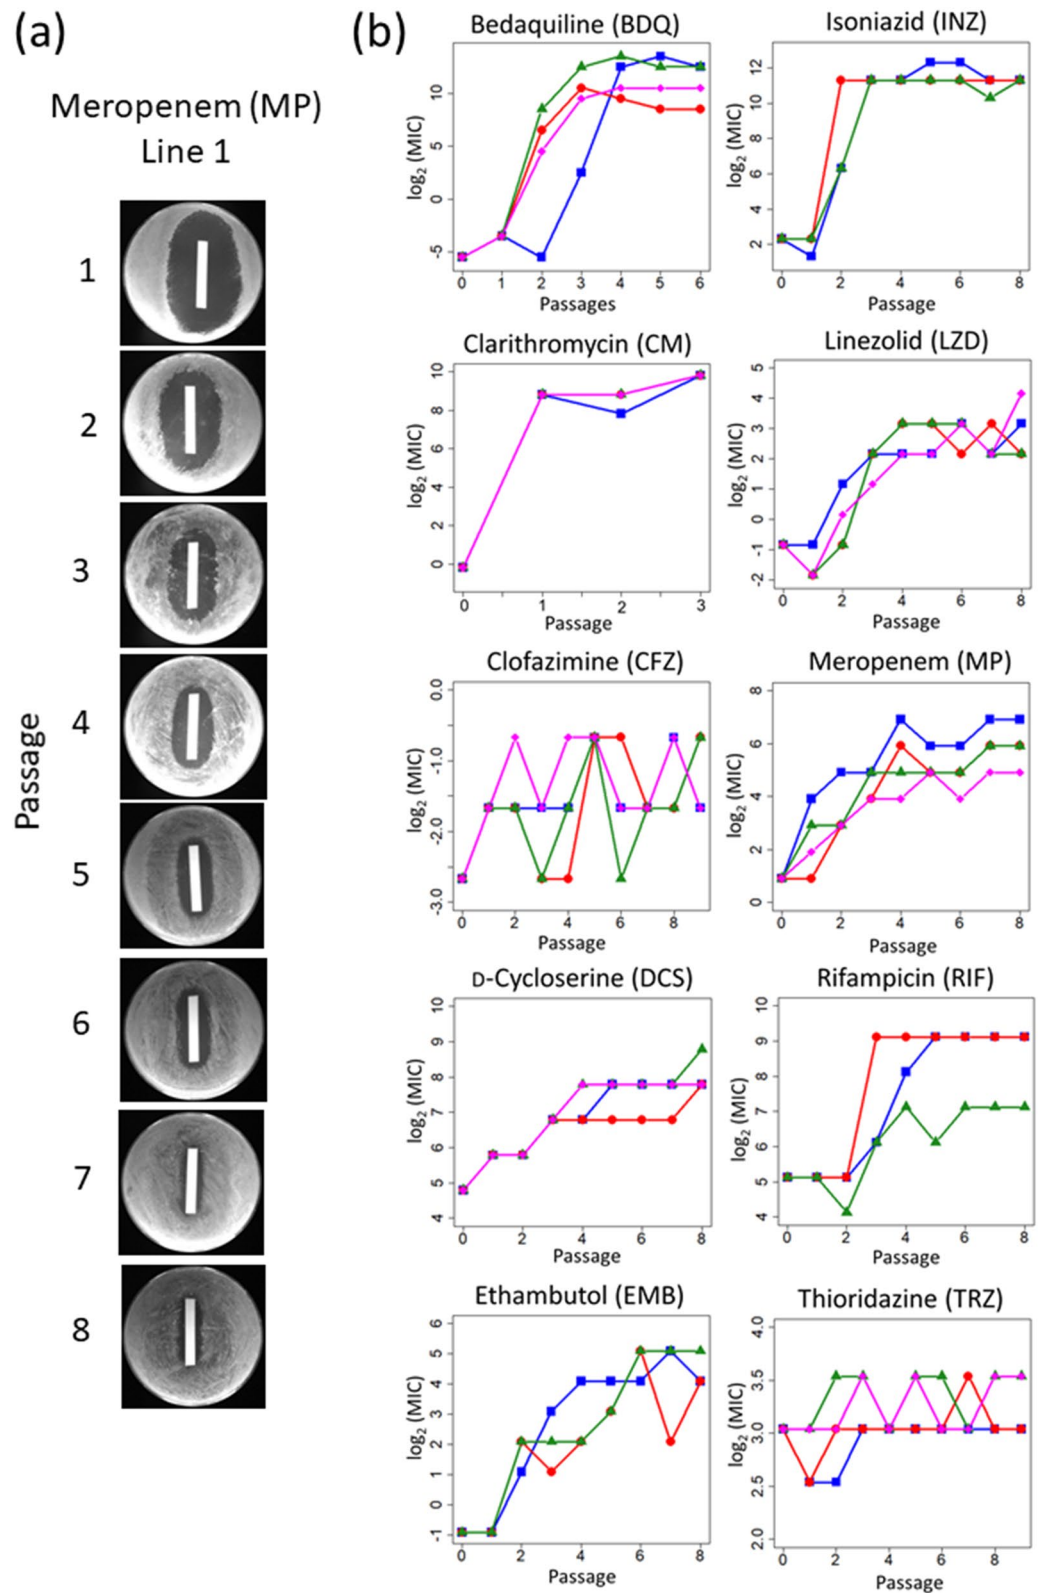 (a)
Meropenem (MP)
Line 1
Passage
1
2
3
4
5
6
7
8
(b)
Bedaquiline (BDQ)
log₂ (MIC)
10
5
0
-5
0 1 2 3 4 5 6
Passages
Isoniazid (INZ)
log₂ (MIC)
12
10
8
6
4
2
0 2 4 6 8
Passage
Clarithromycin (CM)
log₂ (MIC)
10
8
6
4
2
0
0 1 2 3
Passage
Linezolid (LZD)
log₂ (MIC)
5
4
3
2
1
0
-1
-2
0 2 4 6 8
Passage
Clofazimine (CFZ)
log₂ (MIC)
0.0
-1.0
-2.0
-3.0
0 2 4 6 8
Passage
Meropenem (MP)
log₂ (MIC)
8
6
4
2
0
0 2 4 6 8
Passage
D-Cycloserine (DCS)
log₂ (MIC)
10
9
8
7
6
5
4
0 2 4 6 8
Passage
Rifampicin (RIF)
log₂ (MIC)
10
9
8
7
6
5
4
0 2 4 6 8
Passage
Ethambutol (EMB)
log₂ (MIC)
6
5
4
3
2
1
0
-1
0 2 4 6 8
Passage
Thioridazine (TRZ)
log₂ (MIC)
4.0
3.5
3.0
2.5
2.0
0 2 4 6 8
Passage